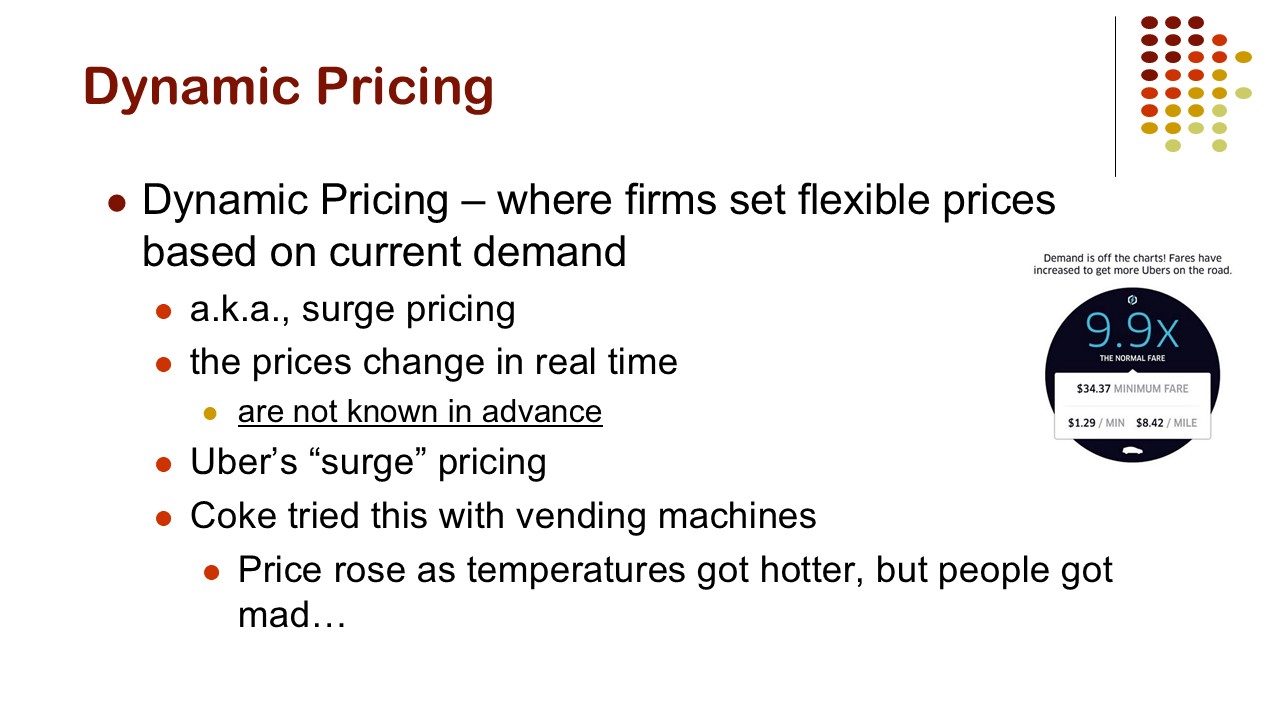 Dynamic Pricing
Dynamic Pricing – where firms set flexible prices
based on current demand
a.k.a., surge pricing
the prices change in real time
are not known in advance
Uber’s “surge” pricing
Coke tried this with vending machines
Price rose as temperatures got hotter, but people got
mad…
Demand is off the charts! Fares have
increased to get more Ubers on the road.
9.9x
THE NORMAL FARE
$34.37 MINIMUM FARE
$1.29 / MIN $8.42 / MILE